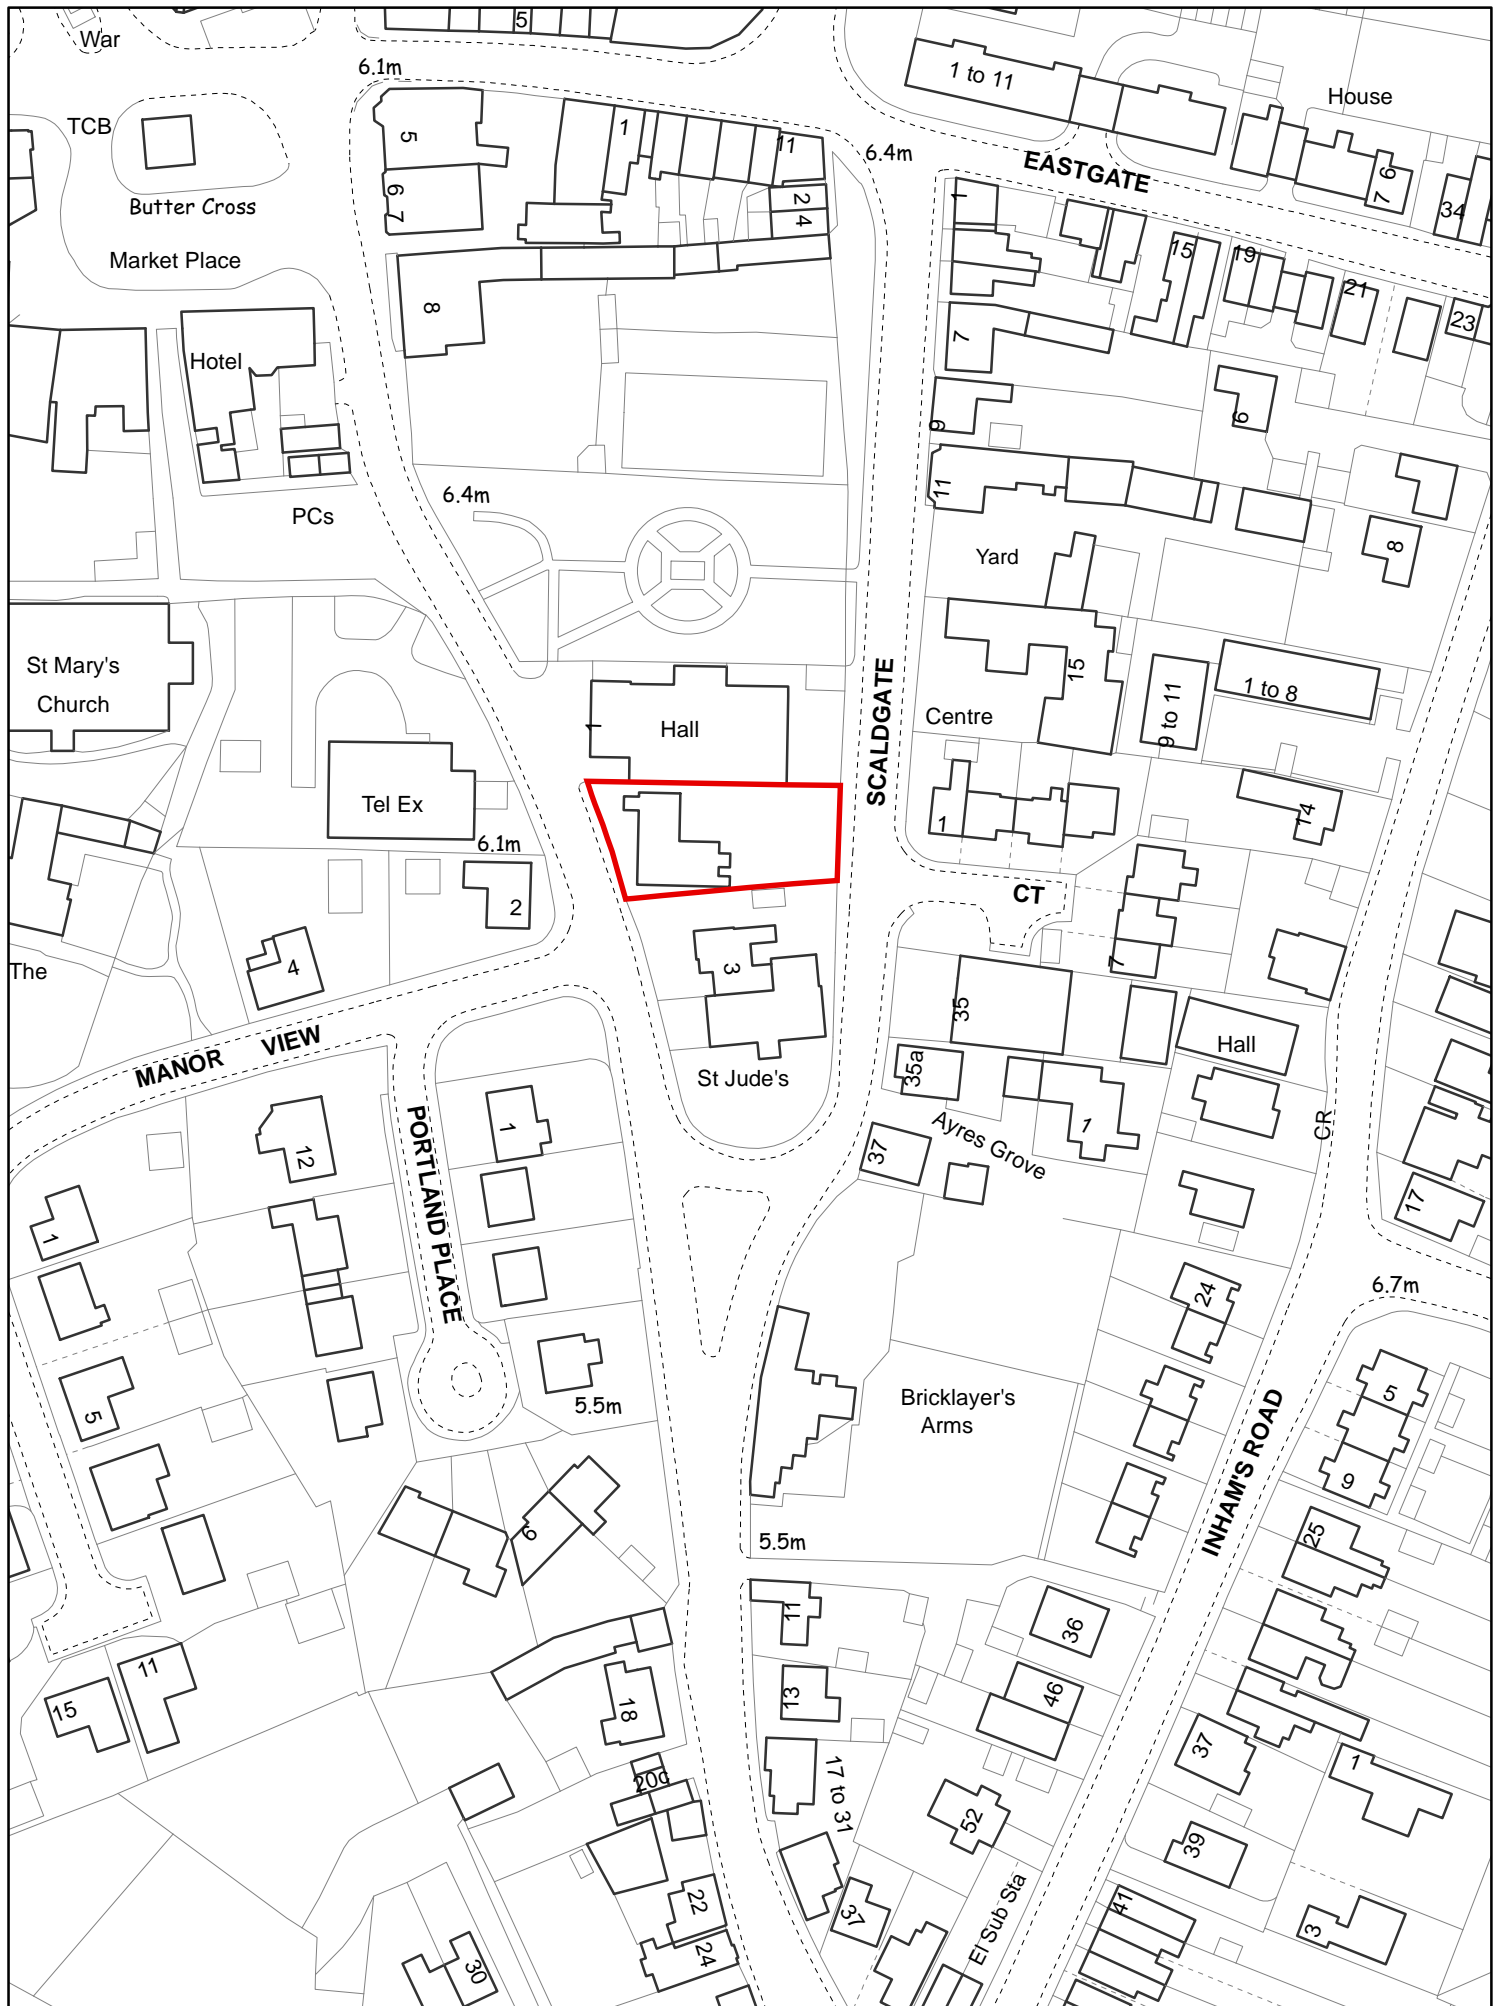 War
5
6.1m
1 to 11
House
TCB
5
1
11
6.4m
EASTGATE
6
7
34
Butter Cross
6
7
2
4
1
Market Place
15
19
21
23
8
7
Hotel
9
6
6.4m
11
PCs
Yard
8
St Mary's
Church
SCALDGATE
15
9 to 11
1 to 8
1
Hall
Centre
Tel Ex
6.1m
1
14
2
CT
The
4
3
7
35
MANOR VIEW
Hall
St Jude's
35a
PORTLAND PLACE
1
12
Ayres Grove
1
CR
37
17
1
24
6.7m
5
5.5m
Bricklayer's
Arms
5
INHAM'S ROAD
9
6
5.5m
25
11
36
11
15
13
46
18
37
1
20c
17 to 31
52
39
22
37
El Sub Sta
41
3
24
30